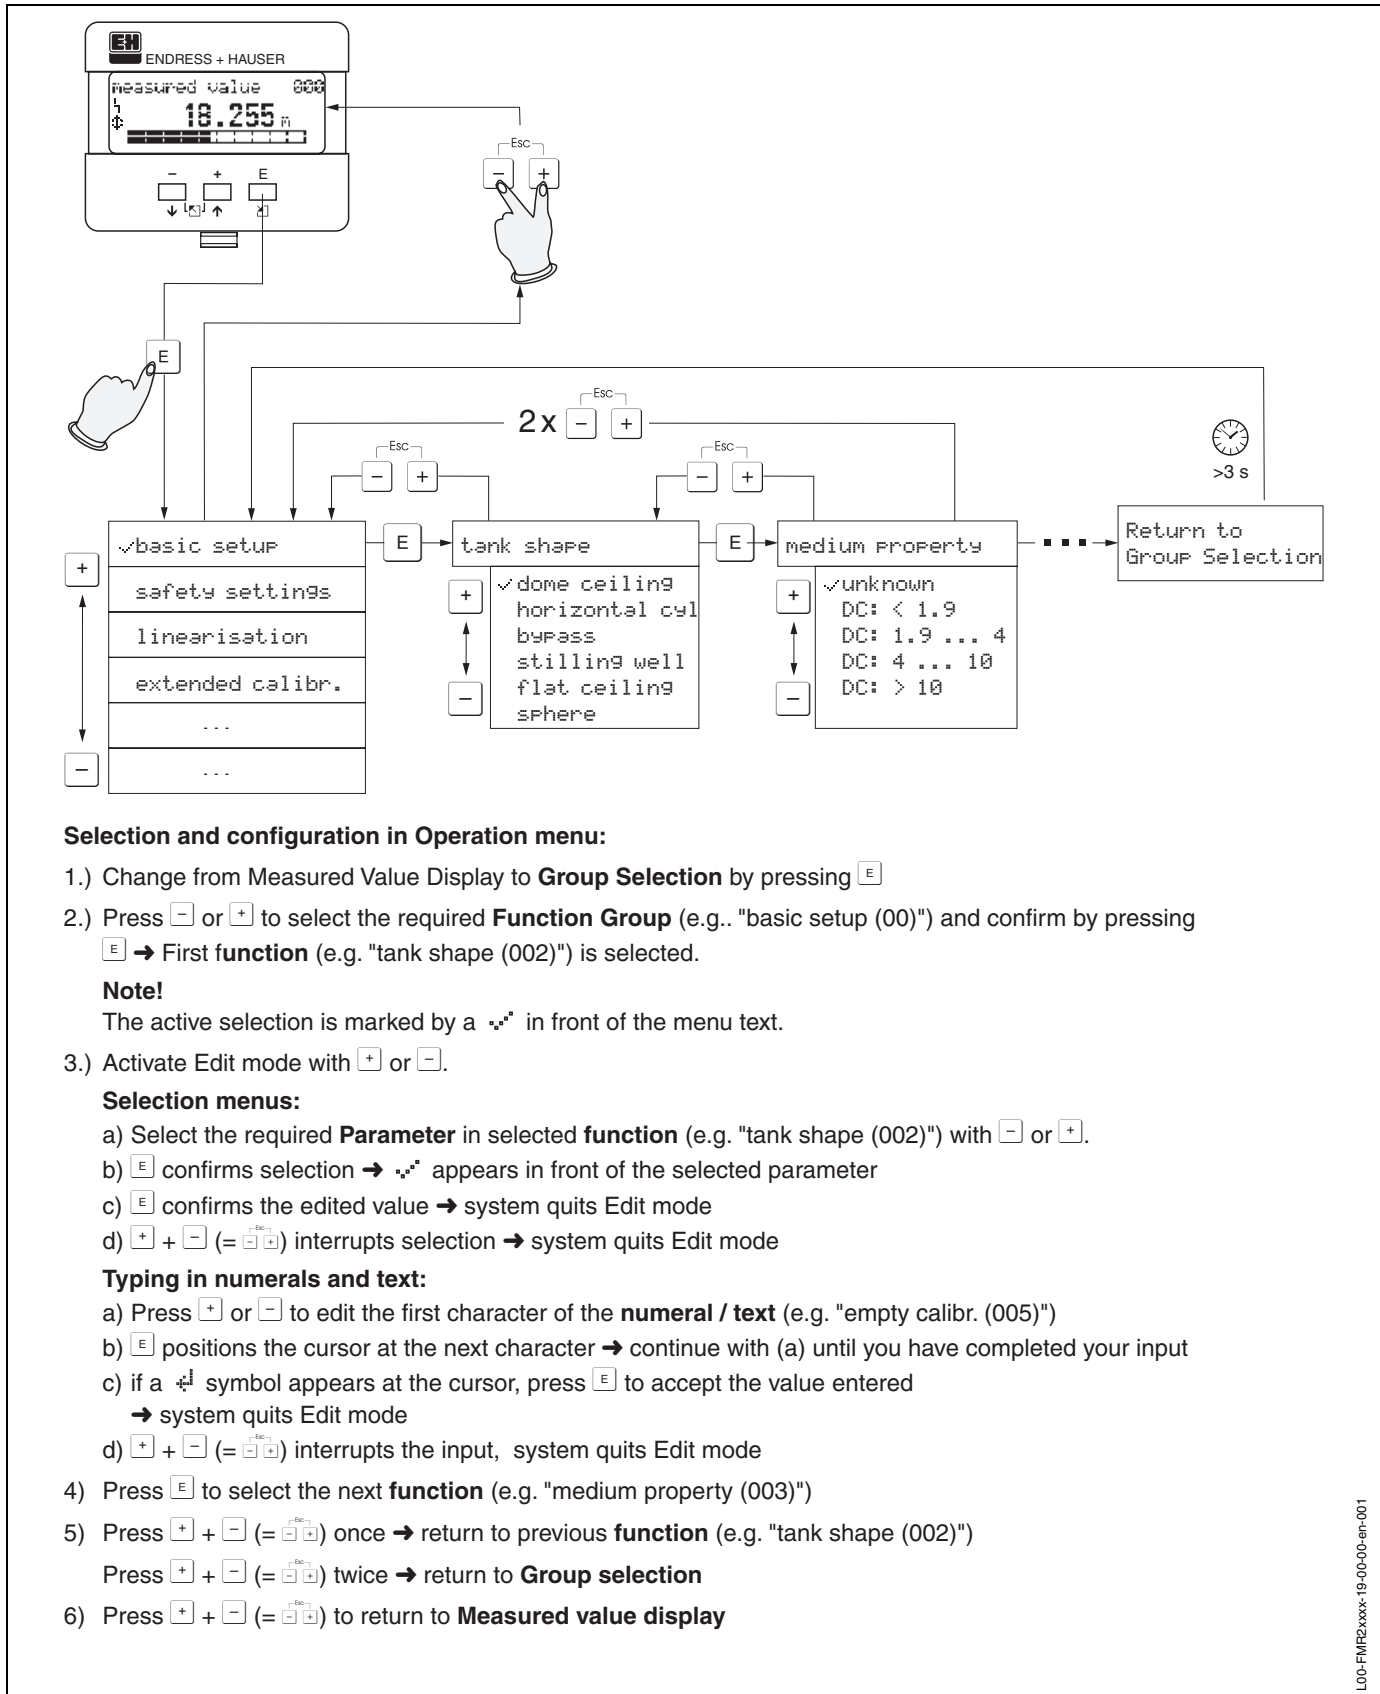 EH
ENDRESS + HAUSER
measured value 000
18.255 m
- + E
Esc
- +
E
Esc
2x - +
Esc
- +
Esc
- +
>3 s
✓basic setup
E
tank shape
E
medium property
Return to
Group Selection
+
-
safety settings
linearisation
extended calibr.
...
...
+
-
✓dome ceiling
horizontal cyl
bypass
stilling well
flat ceiling
sphere
+
-
✓unknown
DC: < 1.9
DC: 1.9 ... 4
DC: 4 ... 10
DC: > 10
Selection and configuration in Operation menu:
1.) Change from Measured Value Display to Group Selection by pressing E
2.) Press - or + to select the required Function Group (e.g.. "basic setup (00)") and confirm by pressing
E ➜ First function (e.g. "tank shape (002)") is selected.
Note!
The active selection is marked by a ✓ in front of the menu text.
3.) Activate Edit mode with + or -.
Selection menus:
a) Select the required Parameter in selected function (e.g. "tank shape (002)") with - or +.
b) E confirms selection ➜ ✓ appears in front of the selected parameter
c) E confirms the edited value ➜ system quits Edit mode
d) + + - (= Esc - +) interrupts selection ➜ system quits Edit mode
Typing in numerals and text:
a) Press + or - to edit the first character of the numeral / text (e.g. "empty calibr. (005)")
b) E positions the cursor at the next character ➜ continue with (a) until you have completed your input
c) if a ↵ symbol appears at the cursor, press E to accept the value entered
➜ system quits Edit mode
d) + + - (= Esc - +) interrupts the input, system quits Edit mode
4) Press E to select the next function (e.g. "medium property (003)")
5) Press + + - (= Esc - +) once ➜ return to previous function (e.g. "tank shape (002)")
Press + + - (= Esc - +) twice ➜ return to Group selection
6) Press + + - (= Esc - +) to return to Measured value display
L00-FMR2xxxx-19-00-00-en-001